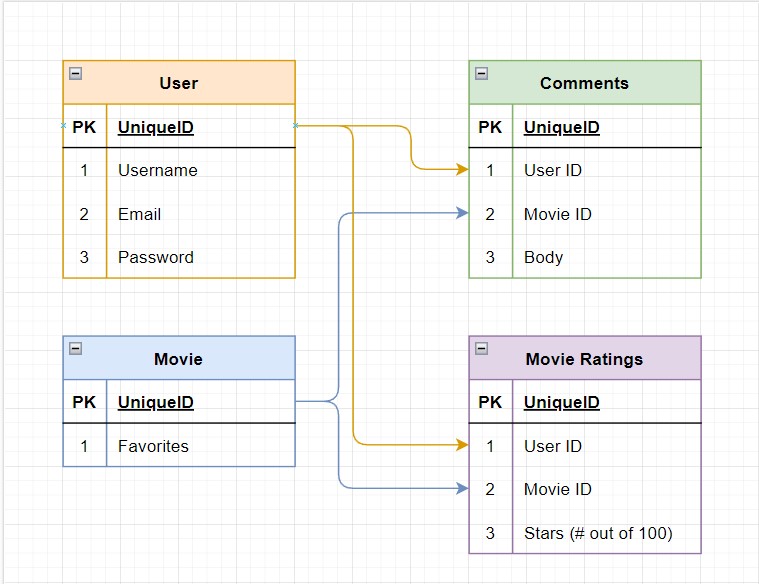 User
PK UniqueID
1 Username
2 Email
3 Password
Comments
PK UniqueID
1 User ID
2 Movie ID
3 Body
Movie
PK UniqueID
1 Favorites
Movie Ratings
PK UniqueID
1 User ID
2 Movie ID
3 Stars (# out of 100)